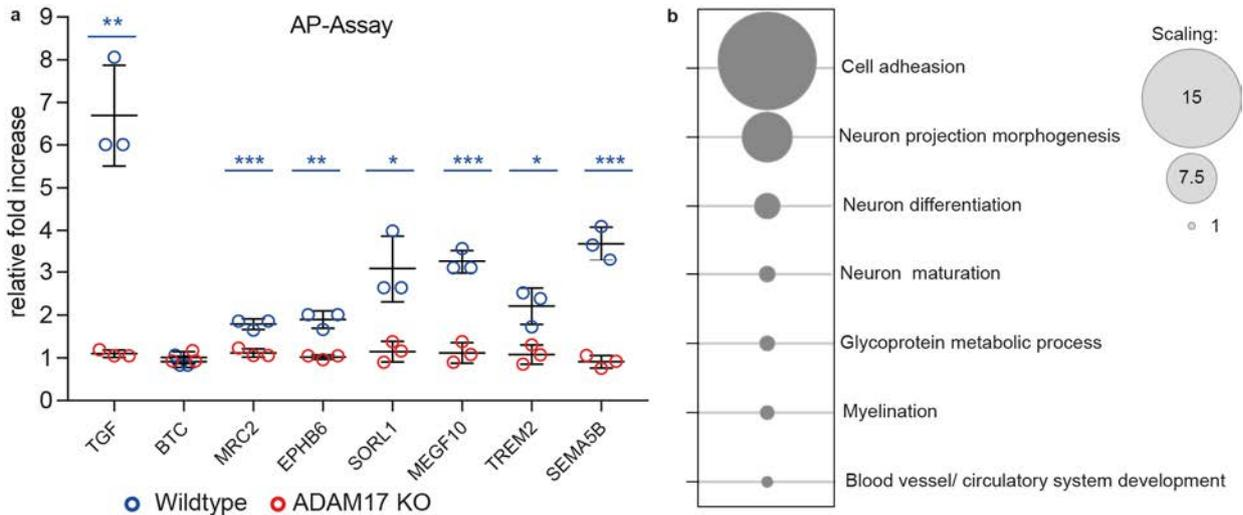 a
AP-Assay
relative fold increase
9
8
7
6
5
4
3
2
1
0
**
***
**
*
***
*
***
TGF
BTC
MRC2
EPHB6
SORL1
MEGF10
TREM2
SEMA5B
Wildtype
ADAM17 KO
b
Cell adheasion
Neuron projection morphogenesis
Neuron differentiation
Neuron maturation
Glycoprotein metabolic process
Myelination
Blood vessel/ circulatory system development
Scaling:
15
7.5
1